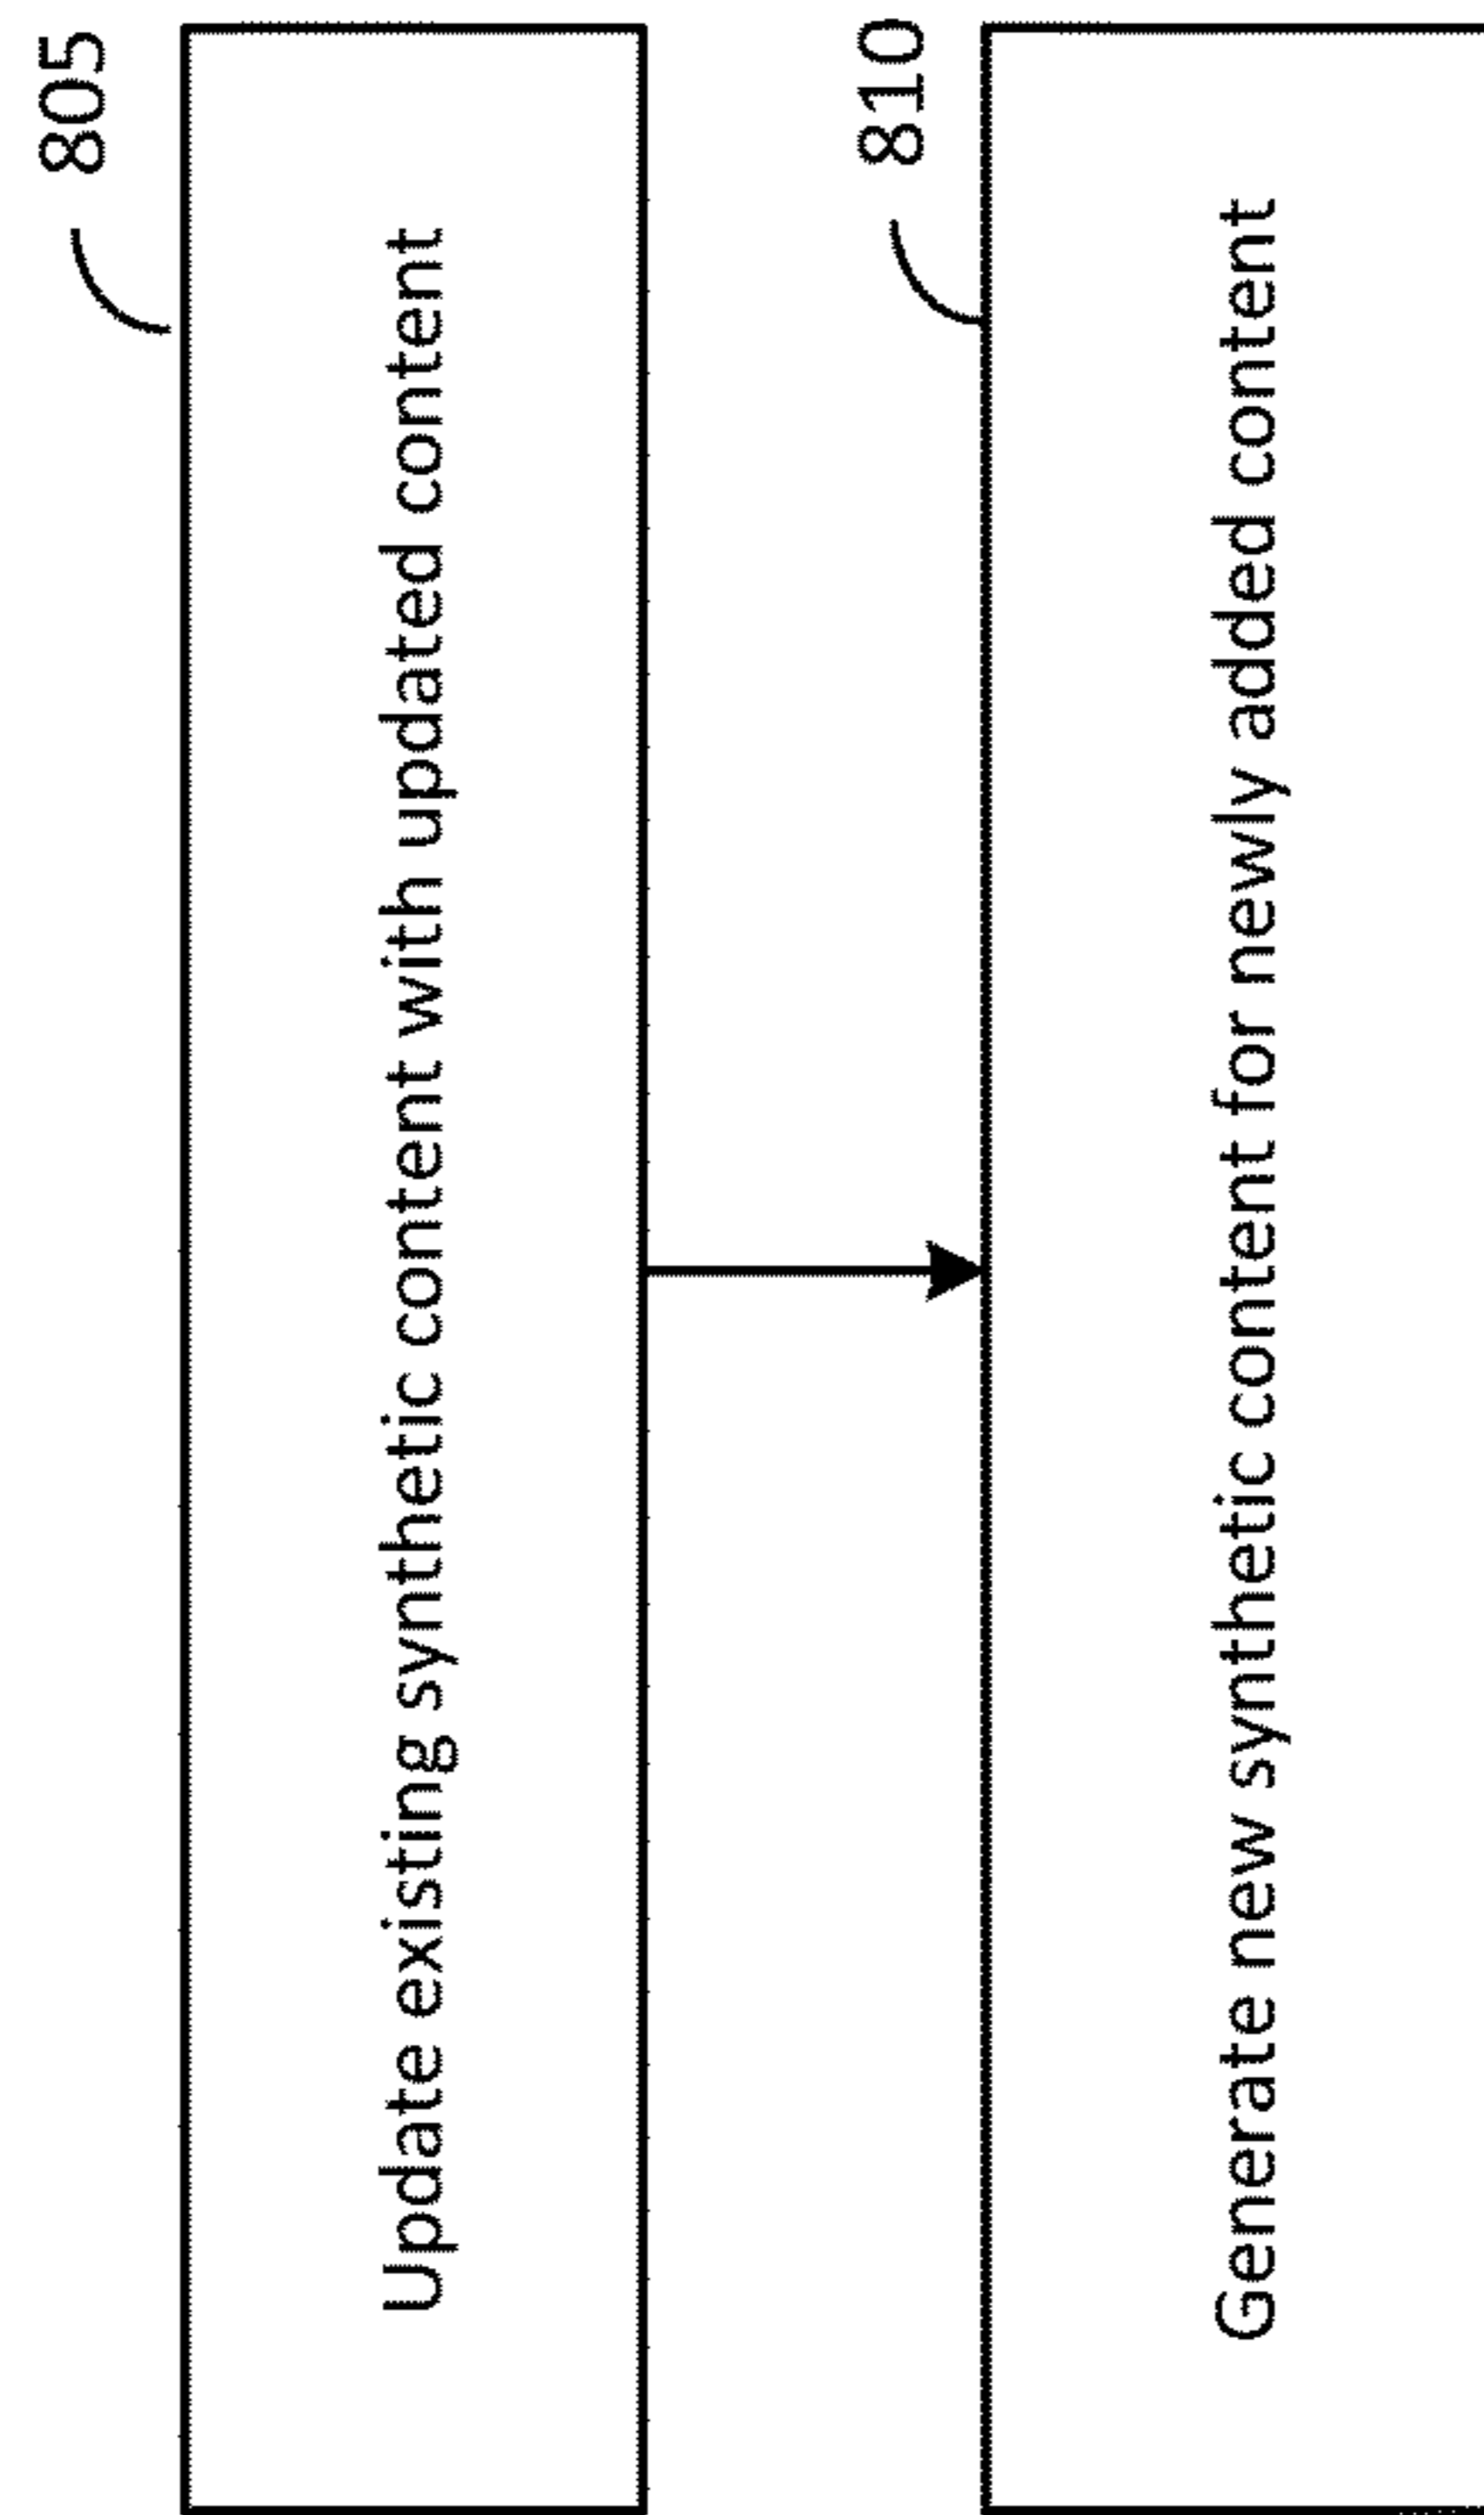 805
Update existing synthetic content with updated content
810
Generate new synthetic content for newly added content